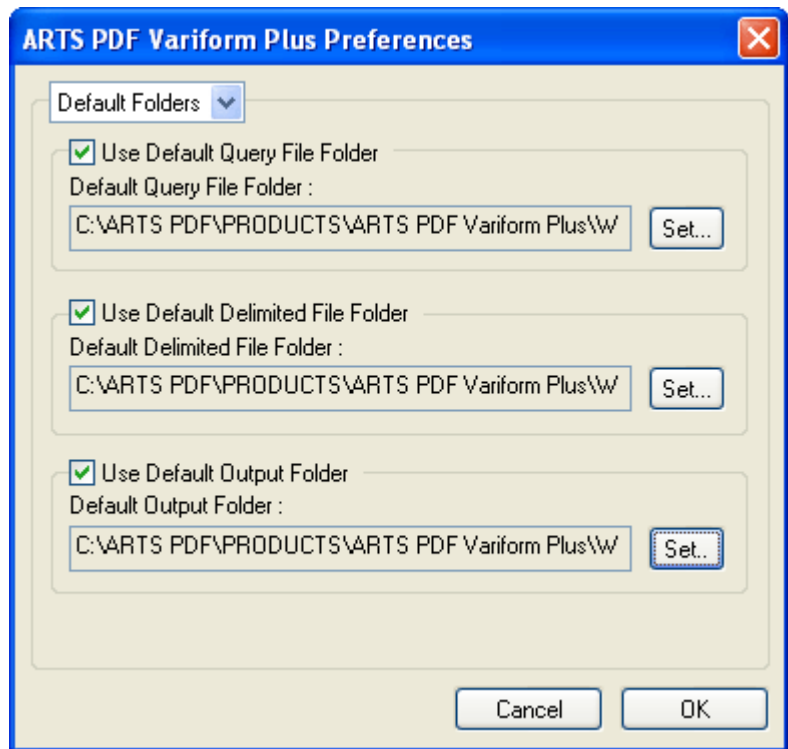 ARTS PDF Variform Plus Preferences
Default Folders
Use Default Query File Folder
Default Query File Folder :
C:\ARTS PDF\PRODUCTS\ARTS PDF Variform Plus\W
Set...
Use Default Delimited File Folder
Default Delimited File Folder :
C:\ARTS PDF\PRODUCTS\ARTS PDF Variform Plus\W
Set...
Use Default Output Folder
Default Output Folder :
C:\ARTS PDF\PRODUCTS\ARTS PDF Variform Plus\W
Set..
Cancel
OK